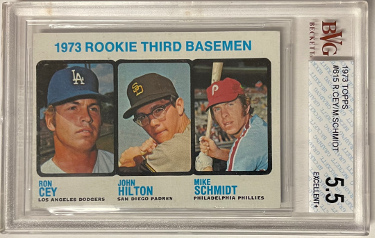 1973 ROOKIE THIRD BASEMEN
LA
SD
P
RON
CEY
LOS ANGELES DODGERS
JOHN
HILTON
SAN DIEGO PADRES
MIKE
SCHMIDT
PHILADELPHIA PHILLIES
BVG
BECKETT
1973 TOPPS
#615 R.CEY/M.SCHMIDT
5.5
EXCELLENT+